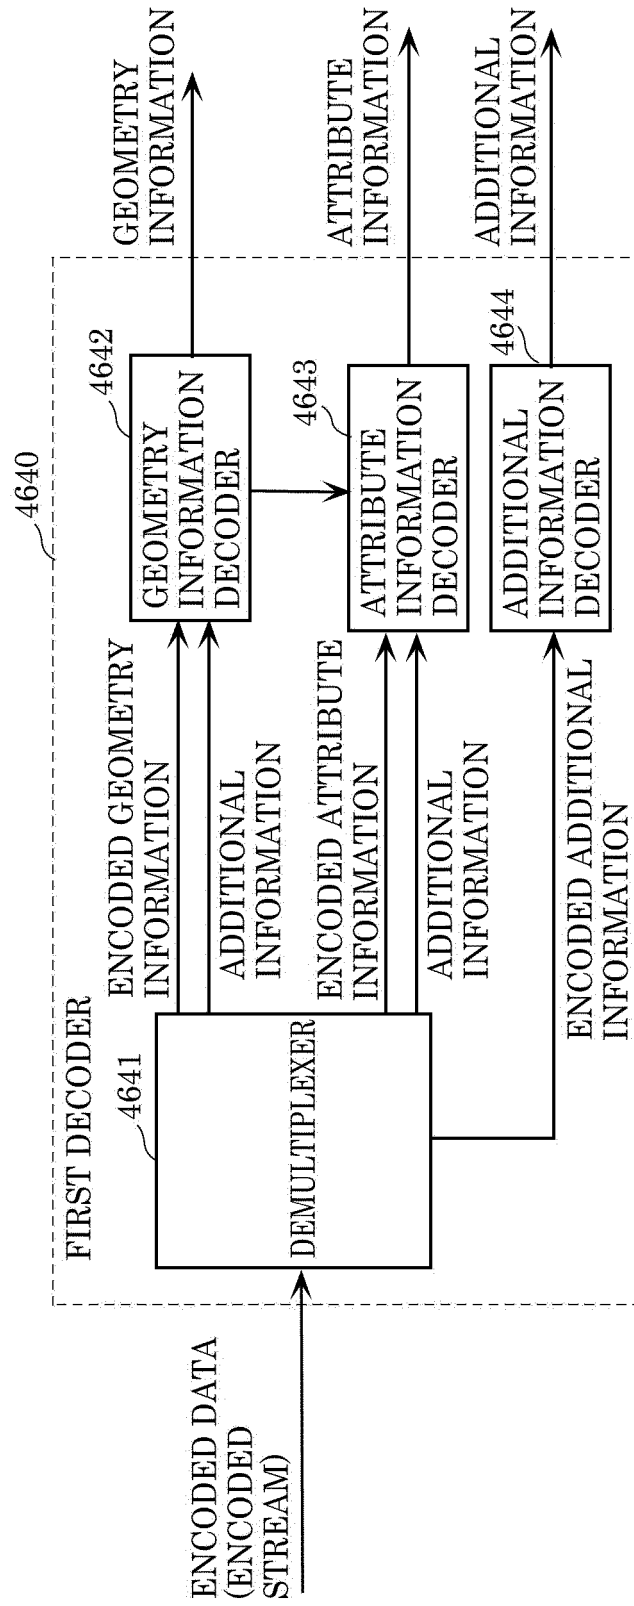 4640
FIRST DECODER
ENCODED DATA
(ENCODED
STREAM)
4641
DEMULTIPLEXER
ENCODED GEOMETRY
INFORMATION
ADDITIONAL
INFORMATION
ENCODED ATTRIBUTE
INFORMATION
ADDITIONAL
INFORMATION
ENCODED ADDITIONAL
INFORMATION
4642
GEOMETRY
INFORMATION
DECODER
4643
ATTRIBUTE
INFORMATION
DECODER
4644
ADDITIONAL
INFORMATION
DECODER
GEOMETRY
INFORMATION
ATTRIBUTE
INFORMATION
ADDITIONAL
INFORMATION